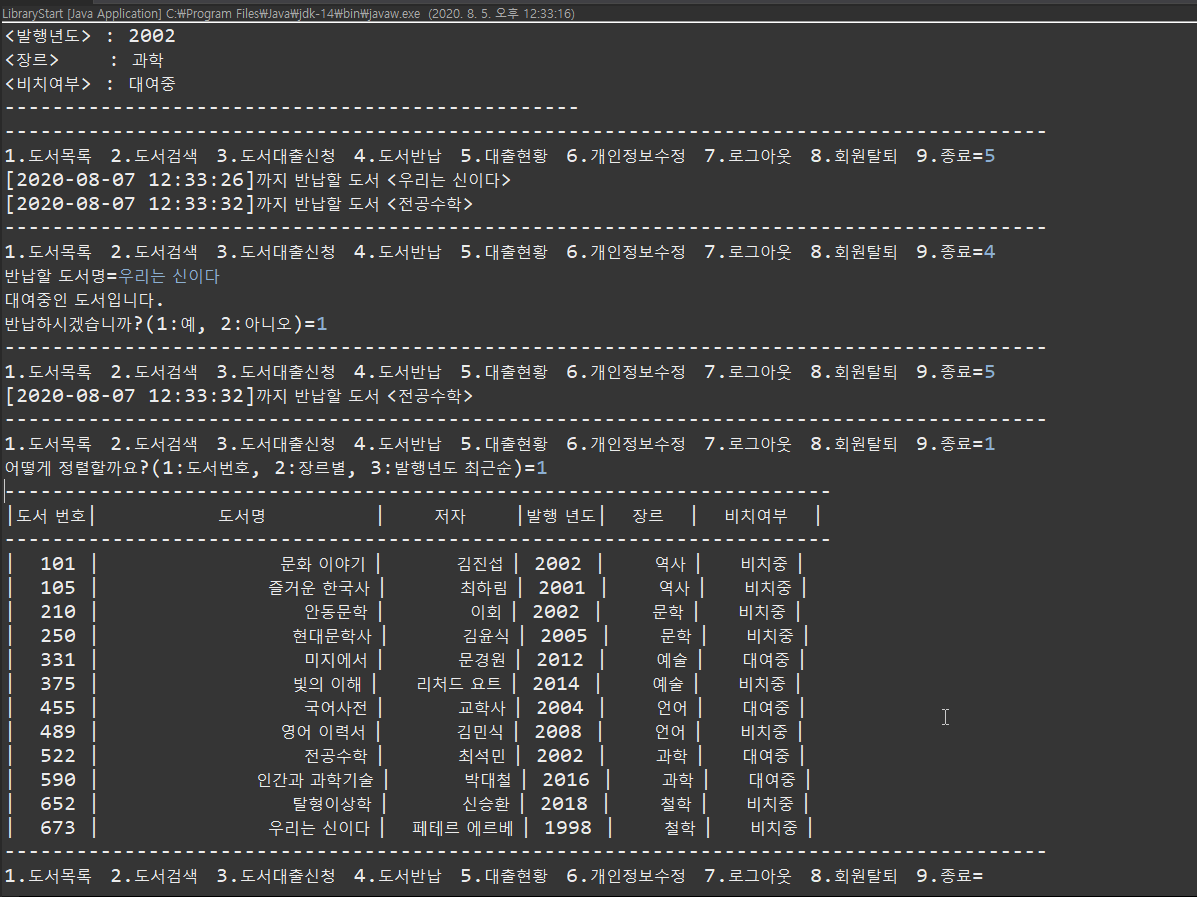 LibraryStart [Java Application] C:\Program Files\Java\jdk-14\bin\javaw.exe (2020. 8. 5. 오후 12:33:16)
<발행년도> : 2002
<장르> : 과학
<비치여부> : 대여중
------------------------------------------------
---------------------------------------------------------------------------------------
1.도서목록 2.도서검색 3.도서대출신청 4.도서반납 5.대출현황 6.개인정보수정 7.로그아웃 8.회원탈퇴 9.종료=5
[2020-08-07 12:33:26]까지 반납할 도서 <우리는 신이다>
[2020-08-07 12:33:32]까지 반납할 도서 <전공수학>
---------------------------------------------------------------------------------------
1.도서목록 2.도서검색 3.도서대출신청 4.도서반납 5.대출현황 6.개인정보수정 7.로그아웃 8.회원탈퇴 9.종료=4
반납할 도서명=우리는 신이다
대여중인 도서입니다.
반납하시겠습니까?(1:예, 2:아니오)=1
---------------------------------------------------------------------------------------
1.도서목록 2.도서검색 3.도서대출신청 4.도서반납 5.대출현황 6.개인정보수정 7.로그아웃 8.회원탈퇴 9.종료=5
[2020-08-07 12:33:32]까지 반납할 도서 <전공수학>
---------------------------------------------------------------------------------------
1.도서목록 2.도서검색 3.도서대출신청 4.도서반납 5.대출현황 6.개인정보수정 7.로그아웃 8.회원탈퇴 9.종료=1
어떻게 정렬할까요?(1:도서번호, 2:장르별, 3:발행년도 최근순)=1
---------------------------------------------------------------------
|도서 번호| 도서명 | 저자 |발행 년도| 장르 | 비치여부 |
---------------------------------------------------------------------
| 101 | 문화 이야기 | 김진섭 | 2002 | 역사 | 비치중 |
| 105 | 즐거운 한국사 | 최하림 | 2001 | 역사 | 비치중 |
| 210 | 안동문학 | 이회 | 2002 | 문학 | 비치중 |
| 250 | 현대문학사 | 김윤식 | 2005 | 문학 | 비치중 |
| 331 | 미지에서 | 문경원 | 2012 | 예술 | 대여중 |
| 375 | 빛의 이해 | 리처드 요트 | 2014 | 예술 | 비치중 |
| 455 | 국어사전 | 교학사 | 2004 | 언어 | 대여중 |
| 489 | 영어 이력서 | 김민식 | 2008 | 언어 | 비치중 |
| 522 | 전공수학 | 최석민 | 2002 | 과학 | 대여중 |
| 590 | 인간과 과학기술 | 박대철 | 2016 | 과학 | 대여중 |
| 652 | 탈형이상학 | 신승환 | 2018 | 철학 | 비치중 |
| 673 | 우리는 신이다 | 페테르 에르베 | 1998 | 철학 | 비치중 |
---------------------------------------------------------------------------------------
1.도서목록 2.도서검색 3.도서대출신청 4.도서반납 5.대출현황 6.개인정보수정 7.로그아웃 8.회원탈퇴 9.종료=